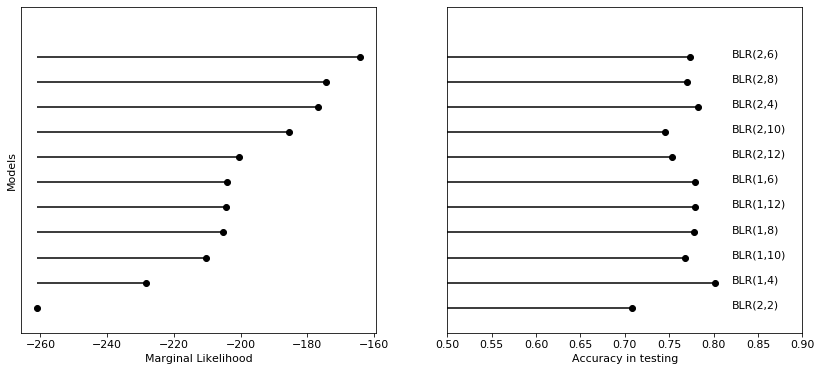 Models
−260
−240
−220
−200
−180
−160
Marginal Likelihood
BLR(2,6)
BLR(2,8)
BLR(2,4)
BLR(2,10)
BLR(2,12)
BLR(1,6)
BLR(1,12)
BLR(1,8)
BLR(1,10)
BLR(1,4)
BLR(2,2)
0.50
0.55
0.60
0.65
0.70
0.75
0.80
0.85
0.90
Accuracy in testing